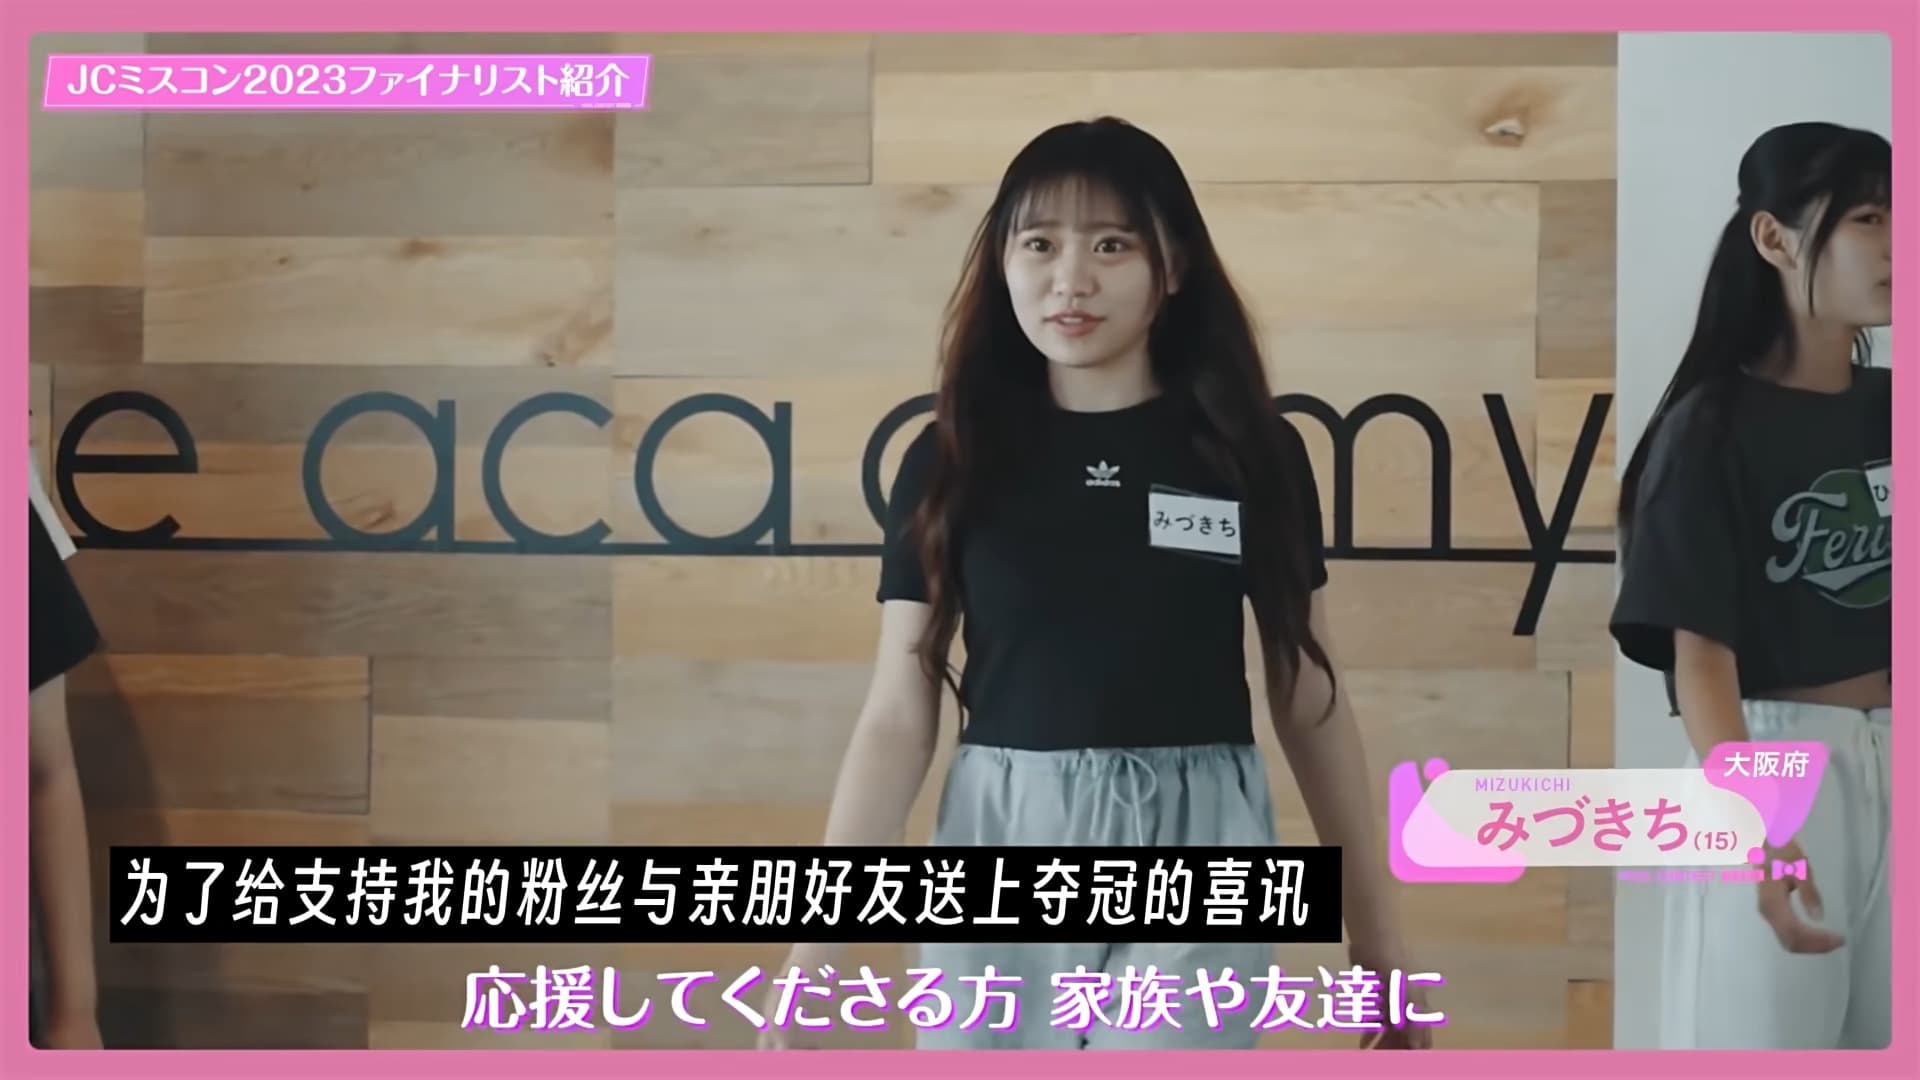 JCミスコン2023ファイナリスト紹介
e academy
adidas
みづきち
ひ
Feru
大阪府
MIZUKICHI
みづきち(15)
为了给支持我的粉丝与亲朋好友送上夺冠的喜讯
応援してくださる方 家族や友達に